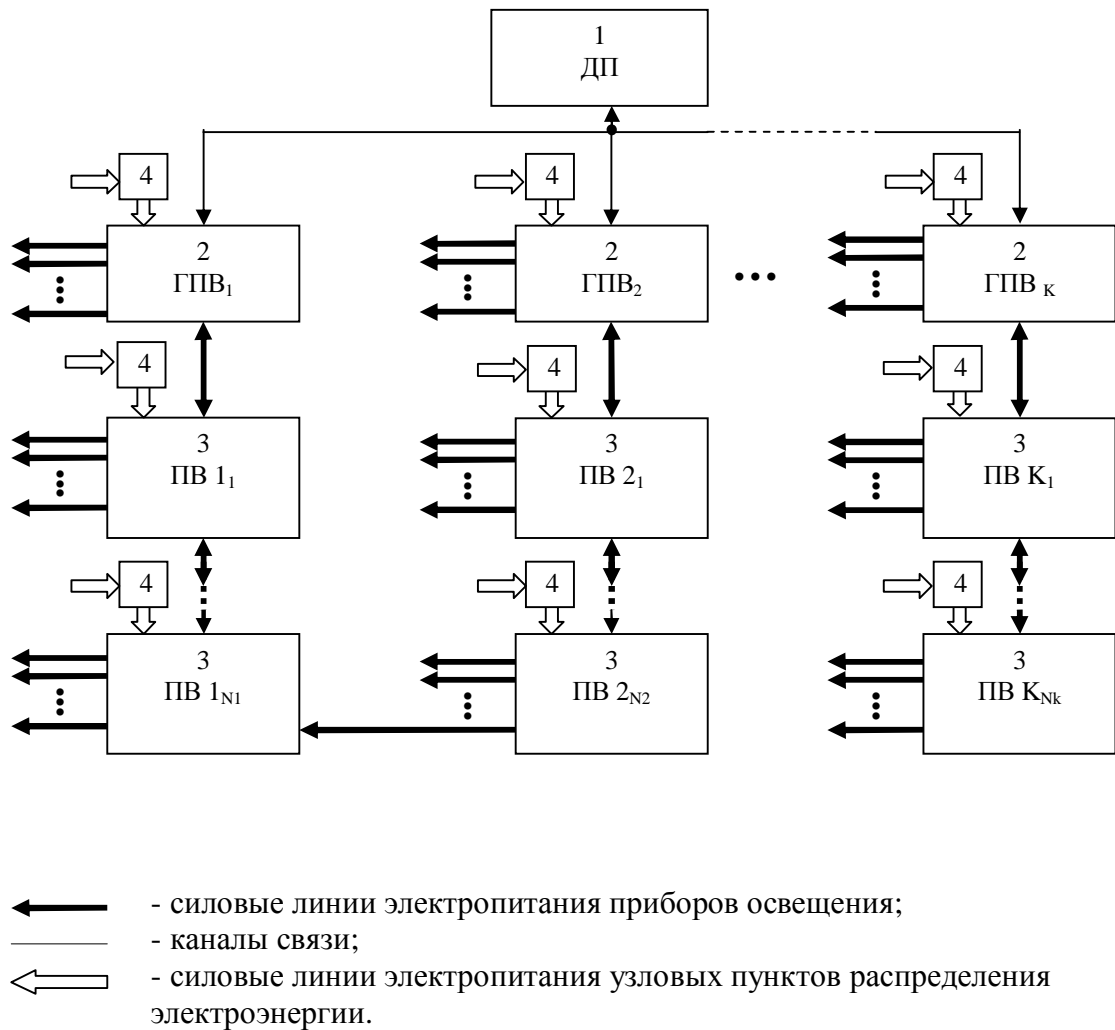 1
ДП
4
4
4
2
ГПВ₁
2
ГПВ₂
2
ГПВ K
4
4
4
3
ПВ 1₁
3
ПВ 2₁
3
ПВ K₁
4
4
4
3
ПВ 1N1
3
ПВ 2N2
3
ПВ KNk
- силовые линии электропитания приборов освещения;
- каналы связи;
- силовые линии электропитания узловых пунктов распределения
электроэнергии.